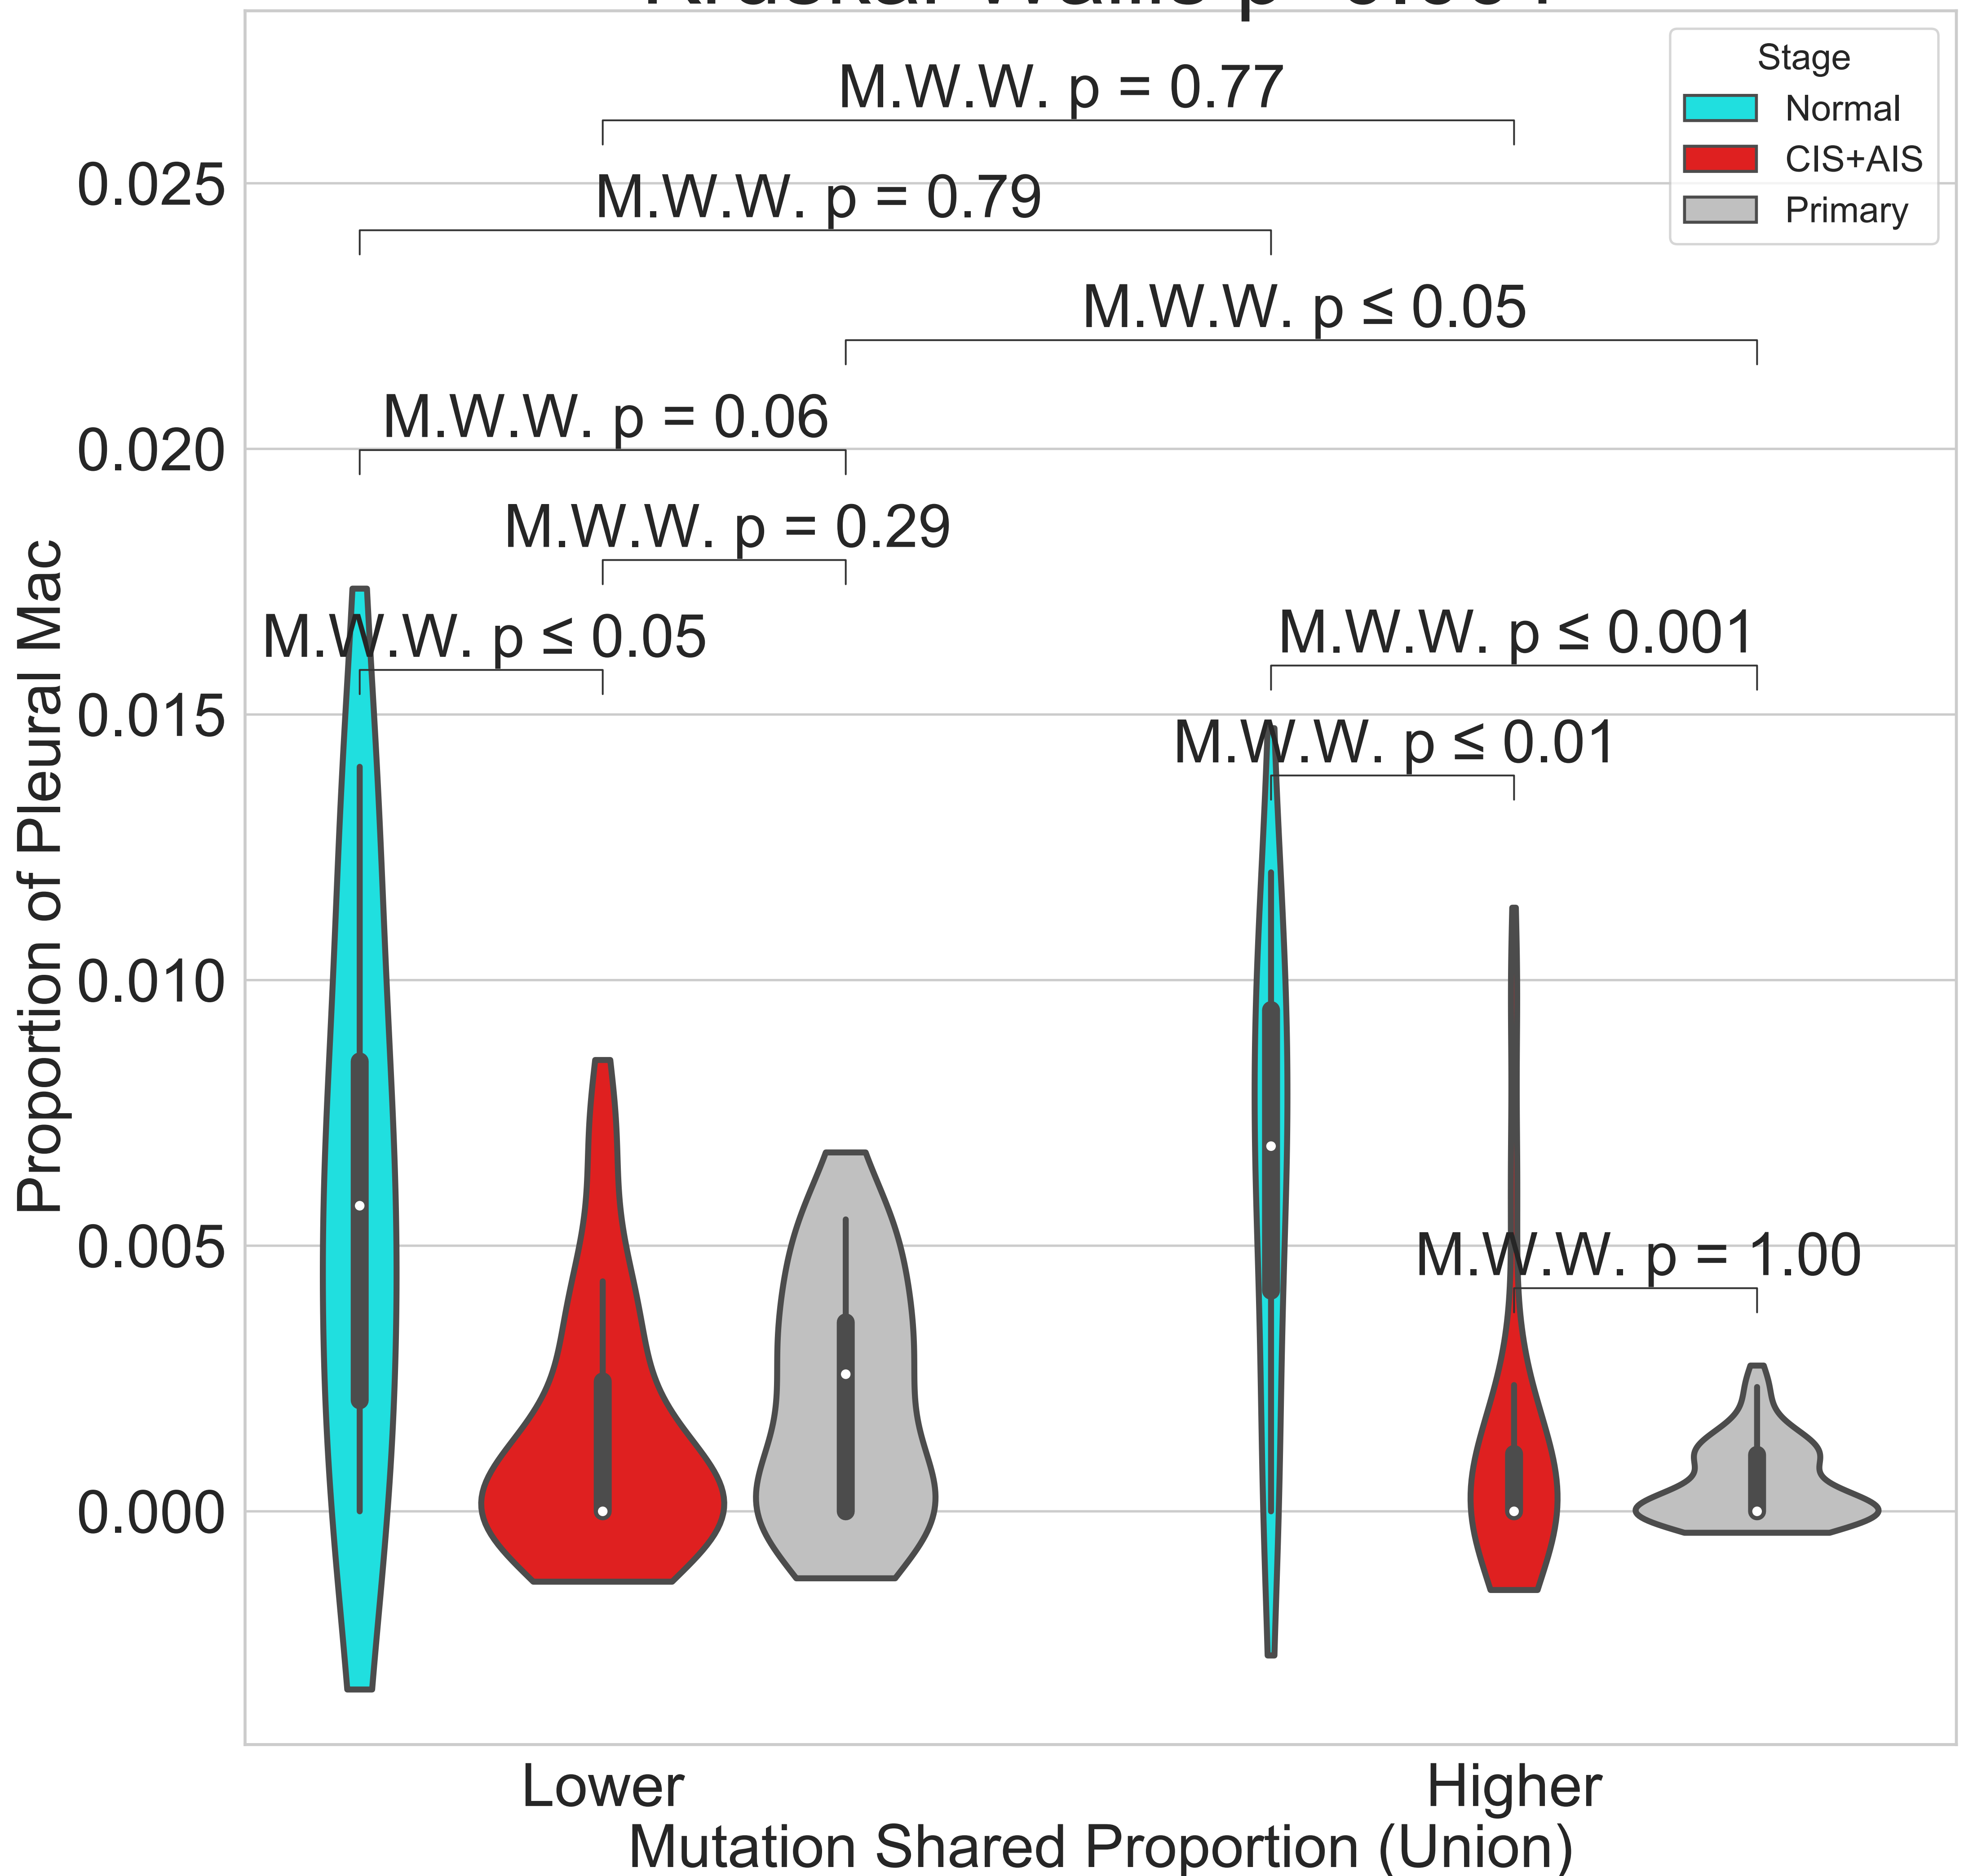 Stage
Normal
CIS+AIS
Primary
M.W.W. p = 0.77
M.W.W. p = 0.79
M.W.W. p ≤ 0.05
M.W.W. p = 0.06
M.W.W. p = 0.29
M.W.W. p ≤ 0.05
M.W.W. p ≤ 0.001
M.W.W. p ≤ 0.01
M.W.W. p = 1.00
0.025
0.020
0.015
0.010
0.005
0.000
Proportion of Pleural Mac
Lower
Higher
Mutation Shared Proportion (Union)